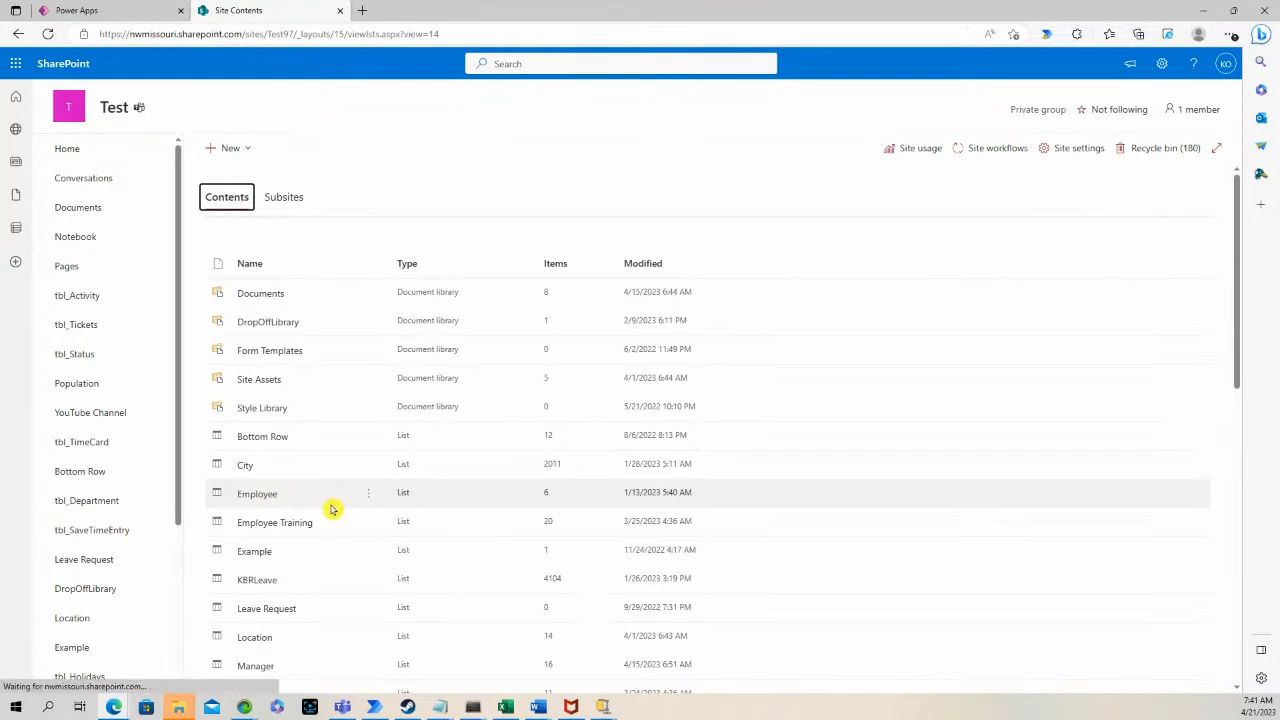 Power Apps
Site Contents
https://nwmissouri.sharepoint.com/sites/Test97/_layouts/15/viewlsts.aspx?view=14
SharePoint
Search
KO
T
Test
Private group
Not following
1 member
New
Site usage
Site workflows
Site settings
Recycle bin (180)
Home
Conversations
Documents
Notebook
Pages
tbl_Activity
tbl_Tickets
tbl_Status
Population
YouTube Channel
tbl_TimeCard
Bottom Row
tbl_Department
tbl_SaveTimeEntry
Leave Request
DropOffLibrary
Location
Example
tbl_Holidays
Contents
Subsites
Name Type Items Modified
Documents Document library 8 4/15/2023 6:44 AM
DropOffLibrary Document library 1 2/9/2023 6:11 PM
Form Templates Document library 0 6/2/2022 11:49 PM
Site Assets Document library 5 4/1/2023 6:44 AM
Style Library Document library 0 5/21/2022 10:10 PM
Bottom Row List 12 8/6/2022 8:13 PM
City List 2011 1/28/2023 5:11 AM
Employee List 6 1/13/2023 5:40 AM
Employee Training List 20 3/25/2023 4:36 AM
Example List 1 11/24/2022 4:17 AM
KBRLeave List 4104 1/26/2023 3:19 PM
Leave Request List 0 9/29/2022 7:31 PM
Location List 14 4/1/2023 6:43 AM
Manager List 16 4/15/2023 6:51 AM
Waiting for nwmissouri.sharepoint.com...
7:41 AM
4/21/2023